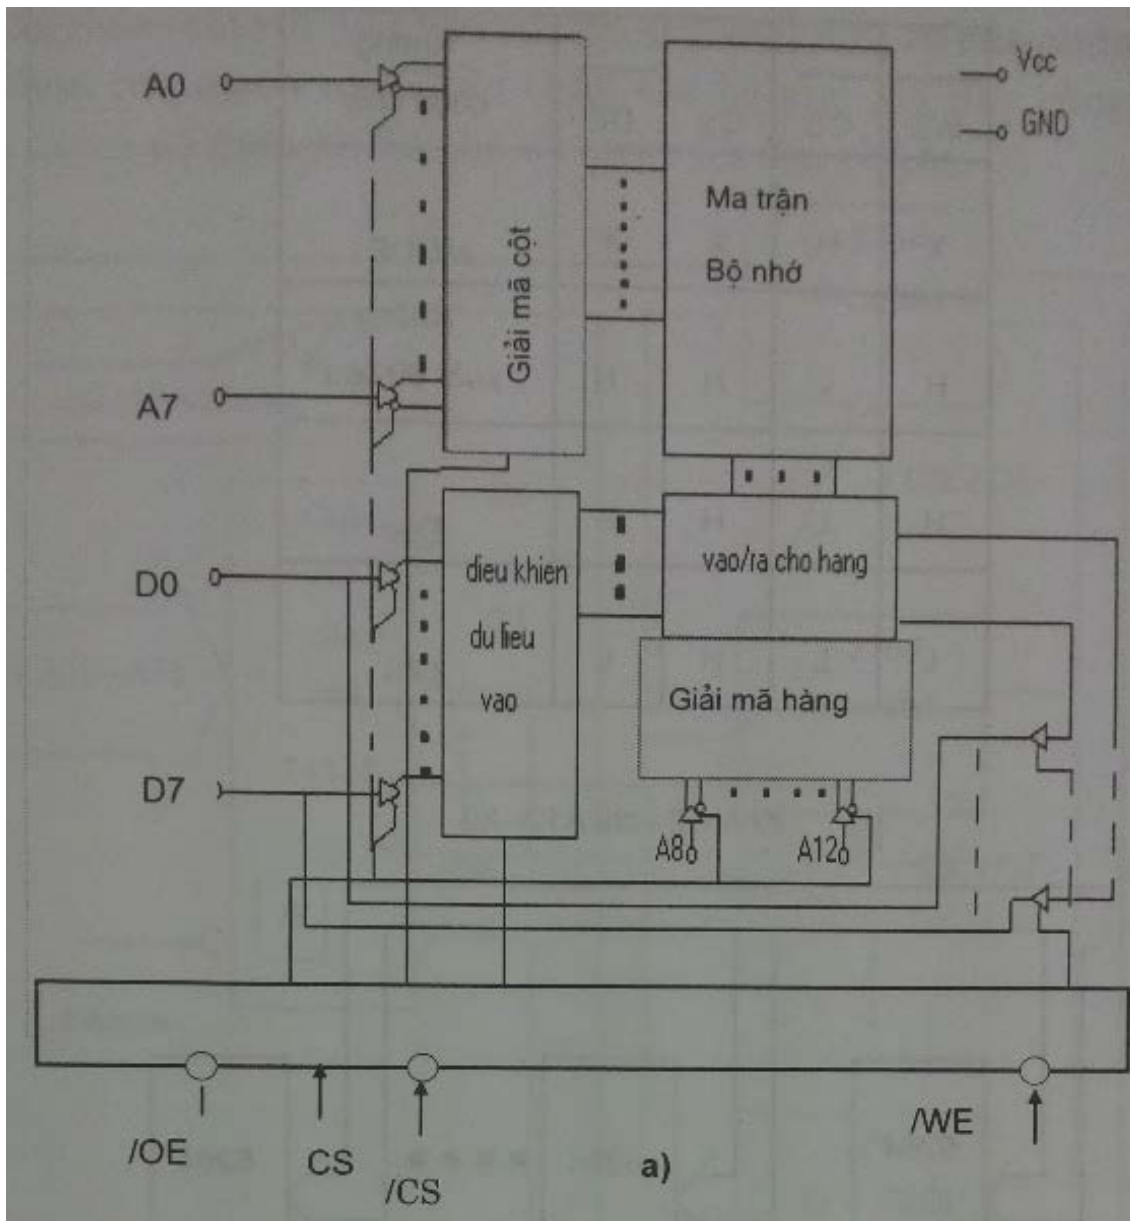 A0
Vcc
GND
Ma trận
Bộ nhớ
Giải mã cột
A7
D0
dieu khien
du lieu
vao
vao/ra cho hang
Giải mã hàng
D7
A8
A12
/OE
CS
/CS
/WE
a)